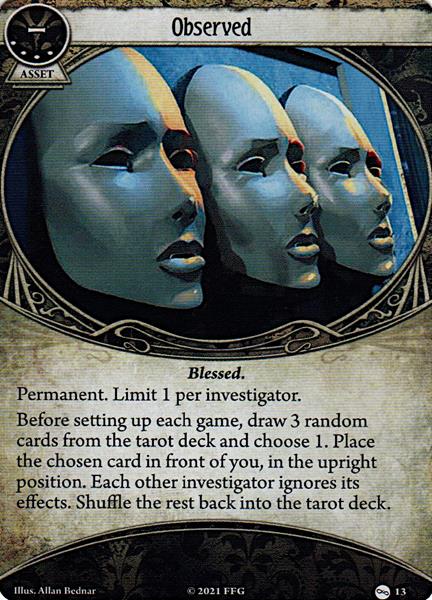 Observed
ASSET
Blessed.
Permanent. Limit 1 per investigator.
Before setting up each game, draw 3 random
cards from the tarot deck and choose 1. Place
the chosen card in front of you, in the upright
position. Each other investigator ignores its
effects. Shuffle the rest back into the tarot deck.
Illus. Allan Bednar
© 2021 FFG
13